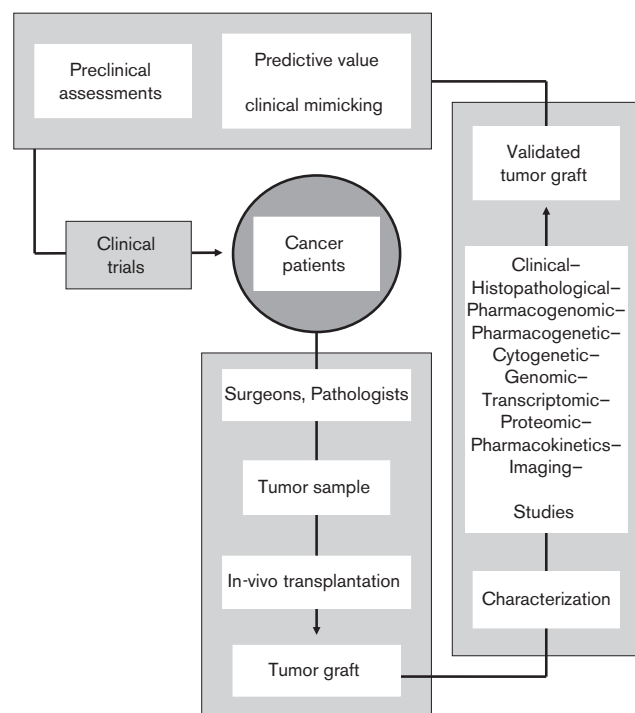 Preclinical
assessments
Predictive value
clinical mimicking
Clinical
trials
Cancer
patients
Surgeons, Pathologists
Tumor sample
In-vivo transplantation
Tumor graft
Validated
tumor graft
Clinical–
Histopathological–
Pharmacogenomic–
Pharmacogenetic–
Cytogenetic–
Genomic–
Transcriptomic–
Proteomic–
Pharmacokinetics–
Imaging–
Studies
Characterization